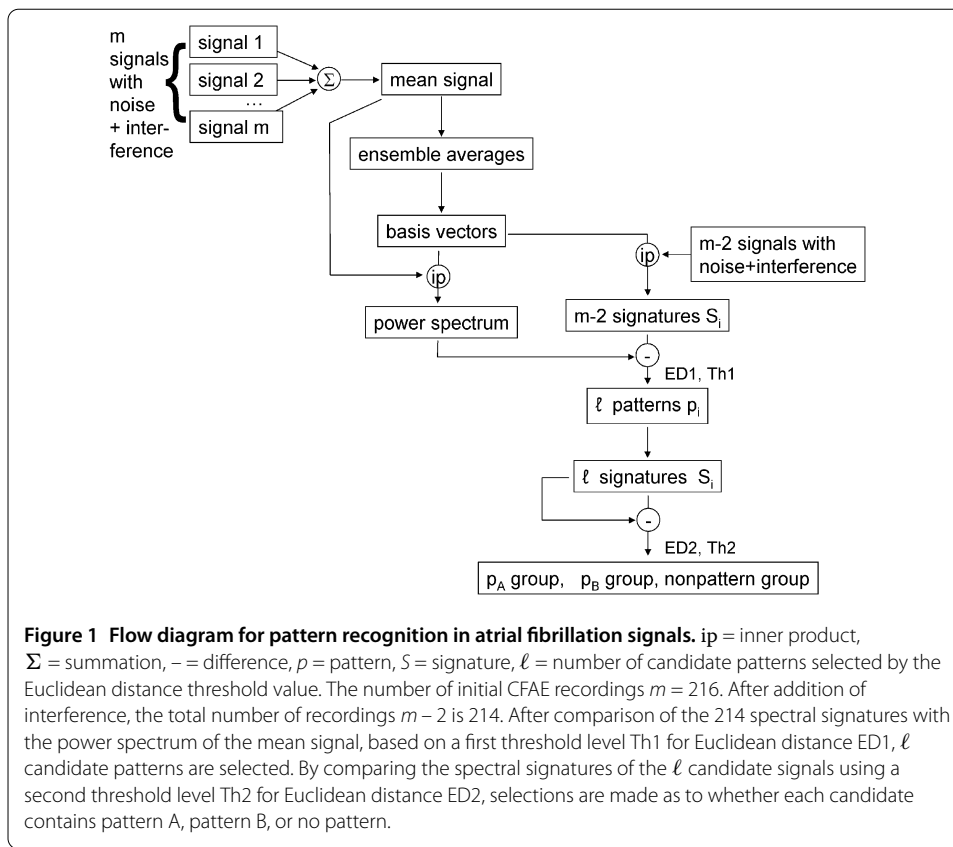 m
signals
with
noise
+ inter-
ference
signal 1
signal 2
...
signal m
Σ
mean signal
ensemble averages
basis vectors
ip
ip
m-2 signals with
noise+interference
power spectrum
m-2 signatures Si
-
ED1, Th1
ℓ patterns pi
ℓ signatures Si
-
ED2, Th2
pA group, pB group, nonpattern group
Figure 1 Flow diagram for pattern recognition in atrial fibrillation signals. ip = inner product,
Σ = summation, – = difference, p = pattern, S = signature, ℓ = number of candidate patterns selected by the
Euclidean distance threshold value. The number of initial CFAE recordings m = 216. After addition of
interference, the total number of recordings m – 2 is 214. After comparison of the 214 spectral signatures with
the power spectrum of the mean signal, based on a first threshold level Th1 for Euclidean distance ED1, ℓ
candidate patterns are selected. By comparing the spectral signatures of the ℓ candidate signals using a
second threshold level Th2 for Euclidean distance ED2, selections are made as to whether each candidate
contains pattern A, pattern B, or no pattern.